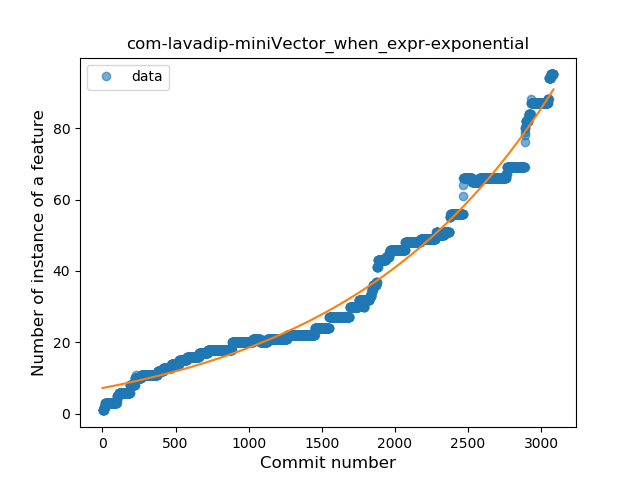 com-lavadip-miniVector_when_expr-exponential
data
Number of instance of a feature
80
60
40
20
0
0 500 1000 1500 2000 2500 3000
Commit number